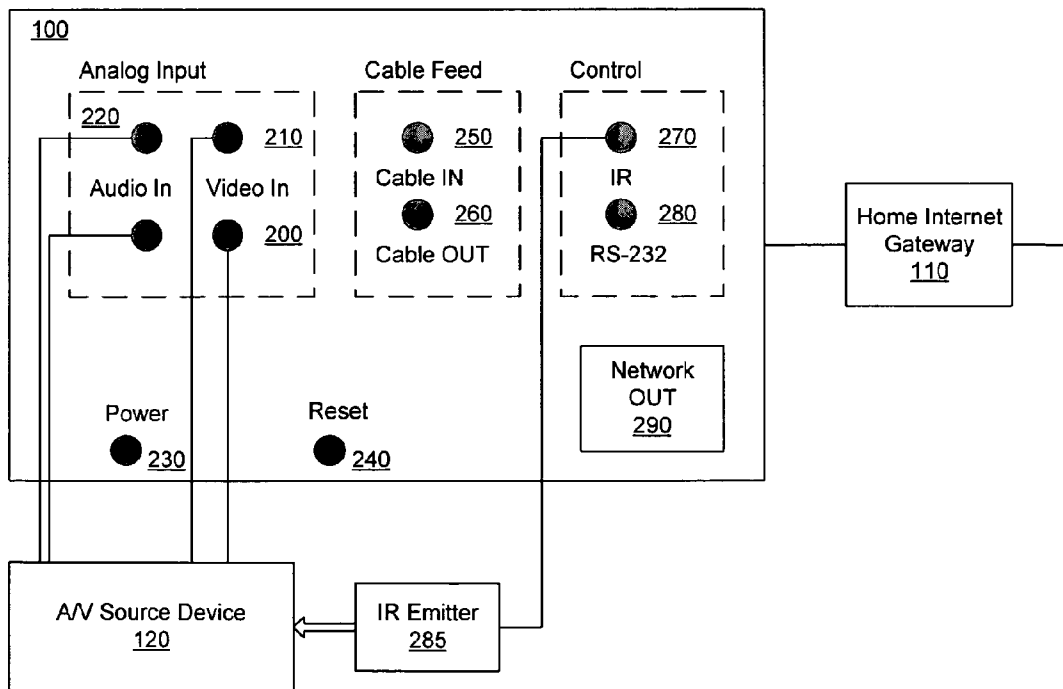 100
Analog Input
Cable Feed
Control
220
210
250
270
Cable IN
IR
Audio In
Video In
200
260
280
Cable OUT
RS-232
Home Internet
Gateway
110
Network
OUT
290
Power
230
Reset
240
A/V Source Device
120
IR Emitter
285